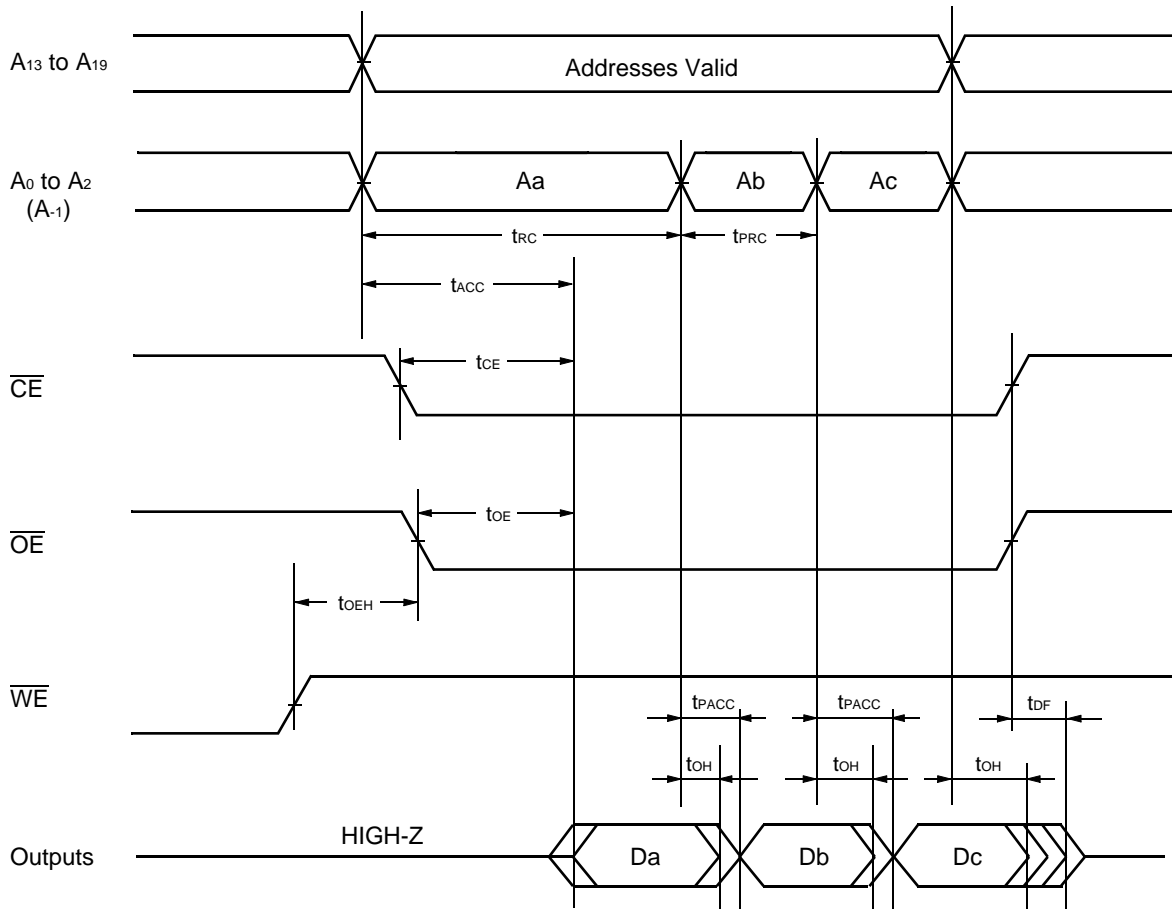 A13 to A19
Addresses Valid
A0 to A2
(A-1)
Aa
Ab
Ac
tRC
tPRC
tACC
CE
tCE
OE
tOE
tOEH
WE
tPACC
tPACC
tDF
tOH
tOH
tOH
Outputs
HIGH-Z
Da
Db
Dc